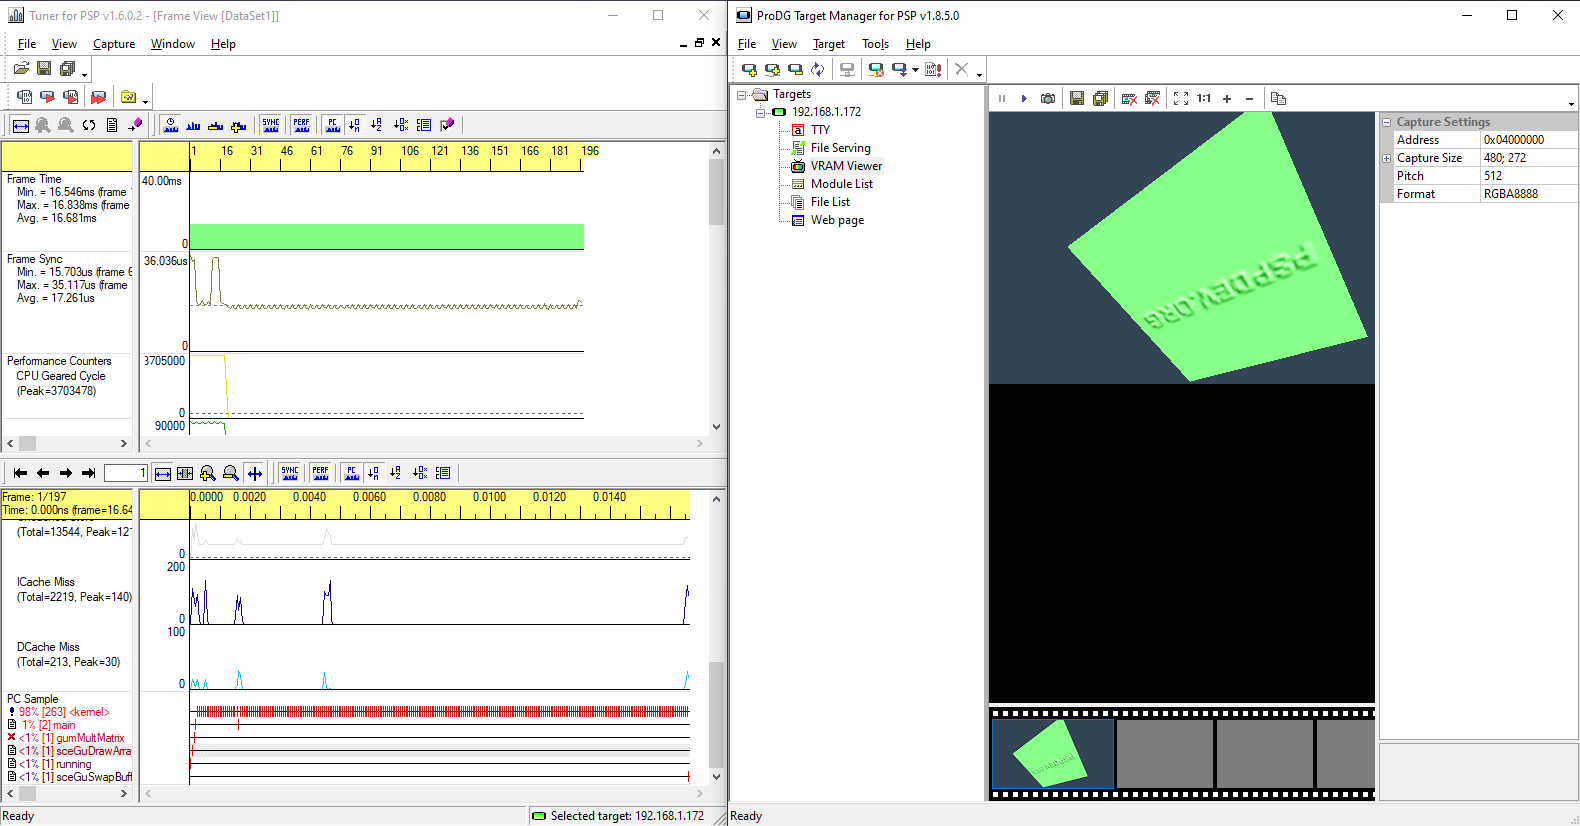 Tuner for PSP v1.6.0.2 - [Frame View [DataSet1]]
File View Capture Window Help
1 16 31 46 61 76 91 106 121 136 151 166 181 196
Frame Time
Min. = 16.546ms (frame
Max. = 16.838ms (frame
Avg. = 16.681ms
40.00ms
0
Frame Sync
Min. = 15.703us (frame 6
Max. = 35.117us (frame
Avg. = 17.261us
36.036us
0
Performance Counters
CPU Geared Cycle
(Peak=3703478)
3705000
0
90000
1
Frame: 1/197
Time: 0.000ns (frame=16.64
0.0000 0.0020 0.0040 0.0060 0.0080 0.0100 0.0120 0.0140
(Total=13544, Peak=12
0
ICache Miss
(Total=2219, Peak=140)
200
0
DCache Miss
(Total=213, Peak=30)
100
0
PC Sample
98% [263] <kernel>
1% [2] main
<1% [1] gumMultMatrix
<1% [1] sceGuDrawArra
<1% [1] running
<1% [1] sceGuSwapBuff
Ready
Selected target: 192.168.1.172
ProDG Target Manager for PSP v1.8.5.0
File View Target Tools Help
Targets
192.168.1.172
TTY
File Serving
VRAM Viewer
Module List
File List
Web page
1:1
PSPDEV.ORG
Capture Settings
Address 0x04000000
Capture Size 480; 272
Pitch 512
Format RGBA8888
PSPDEV.ORG
Ready